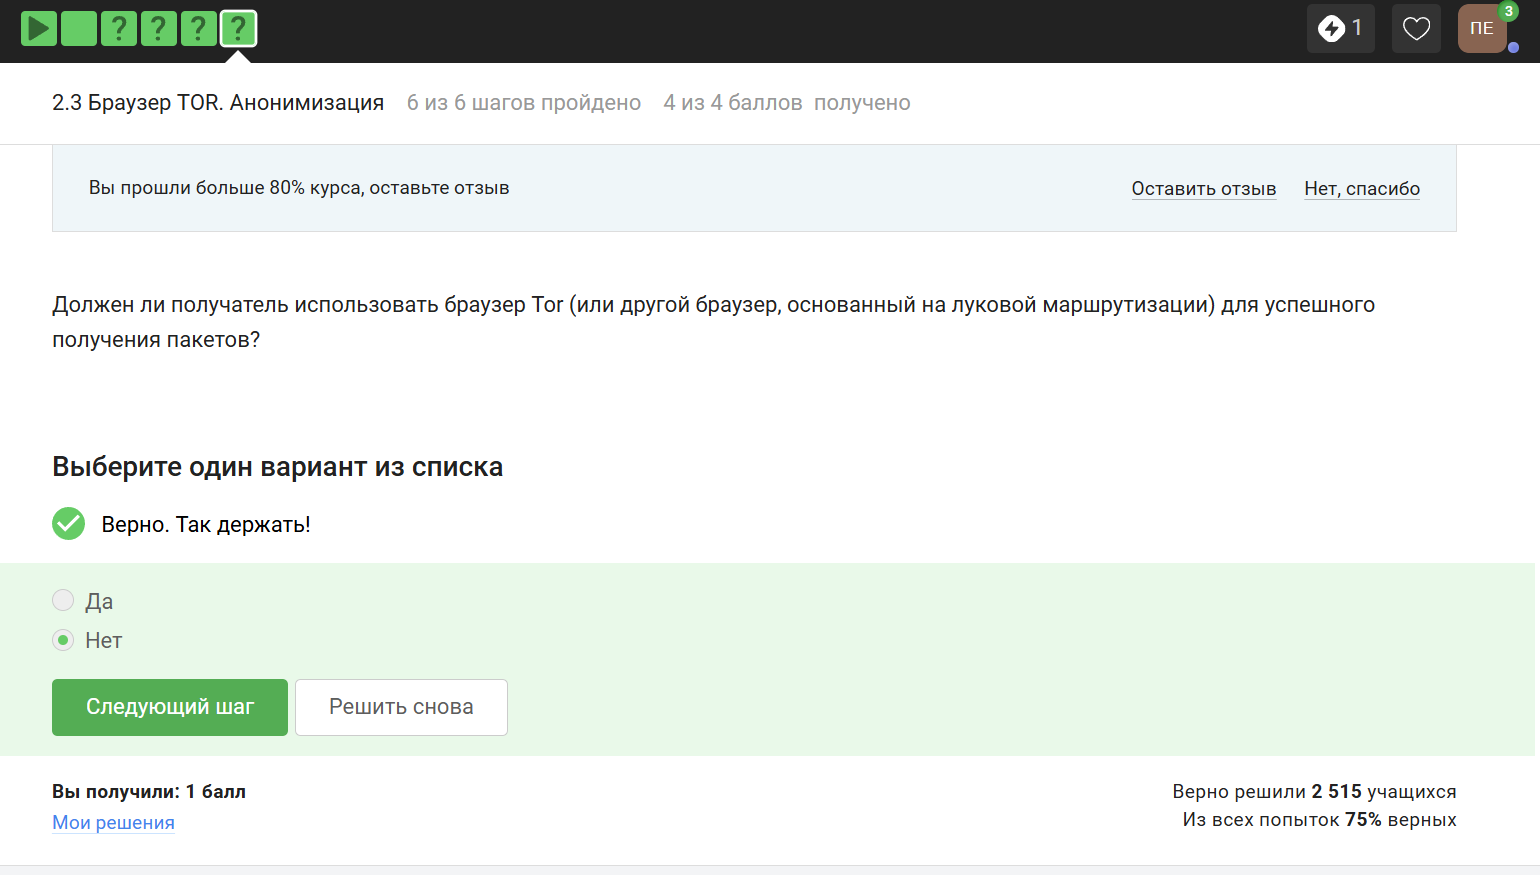 ? ? ? ?
1
ПЕ
3
2.3 Браузер TOR. Анонимизация 6 из 6 шагов пройдено 4 из 4 баллов получено
Вы прошли больше 80% курса, оставьте отзыв Оставить отзыв Нет, спасибо
Должен ли получатель использовать браузер Tor (или другой браузер, основанный на луковой маршрутизации) для успешного
получения пакетов?
Выберите один вариант из списка
Верно. Так держать!
Да
Нет
Следующий шаг Решить снова
Вы получили: 1 балл Верно решили 2 515 учащихся
Мои решения Из всех попыток 75% верных